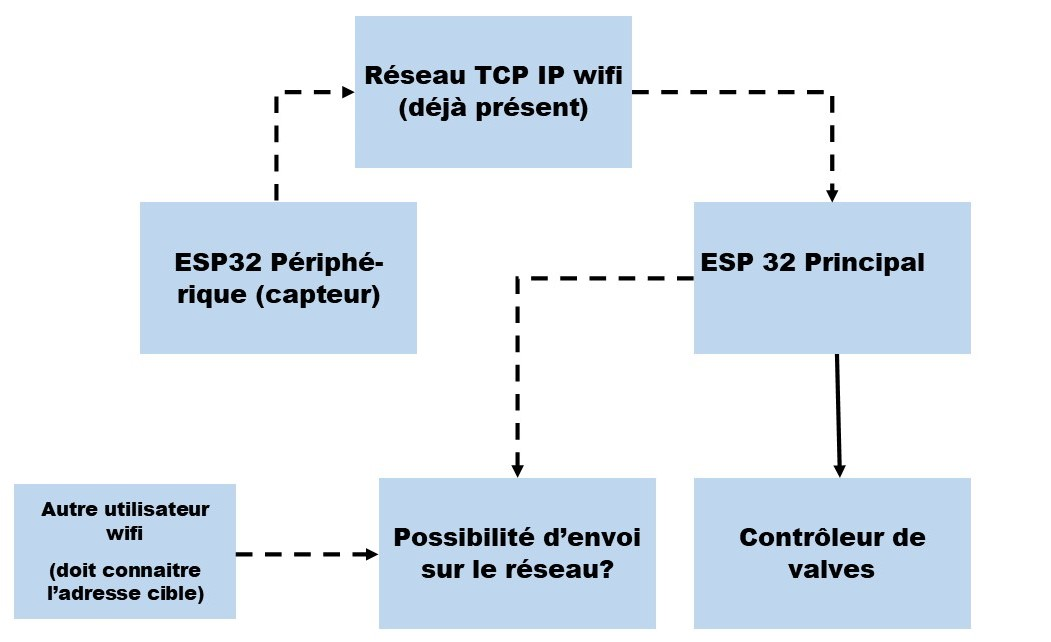 Réseau TCP IP wifi
(déjà présent)
ESP32 Périphé-
rique (capteur)
ESP 32 Principal
Autre utilisateur
wifi
(doit connaitre
l’adresse cible)
Possibilité d’envoi
sur le réseau?
Contrôleur de
valves